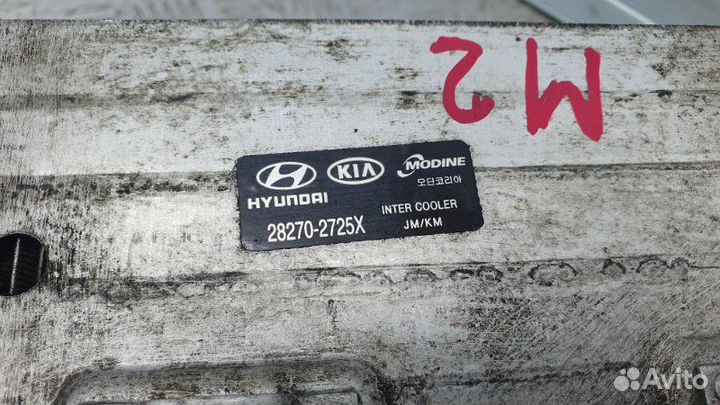 M2
HYUNDAI KIA MODINE
모딘코리아
28270-2725X INTER COOLER
JM/KM
Avito